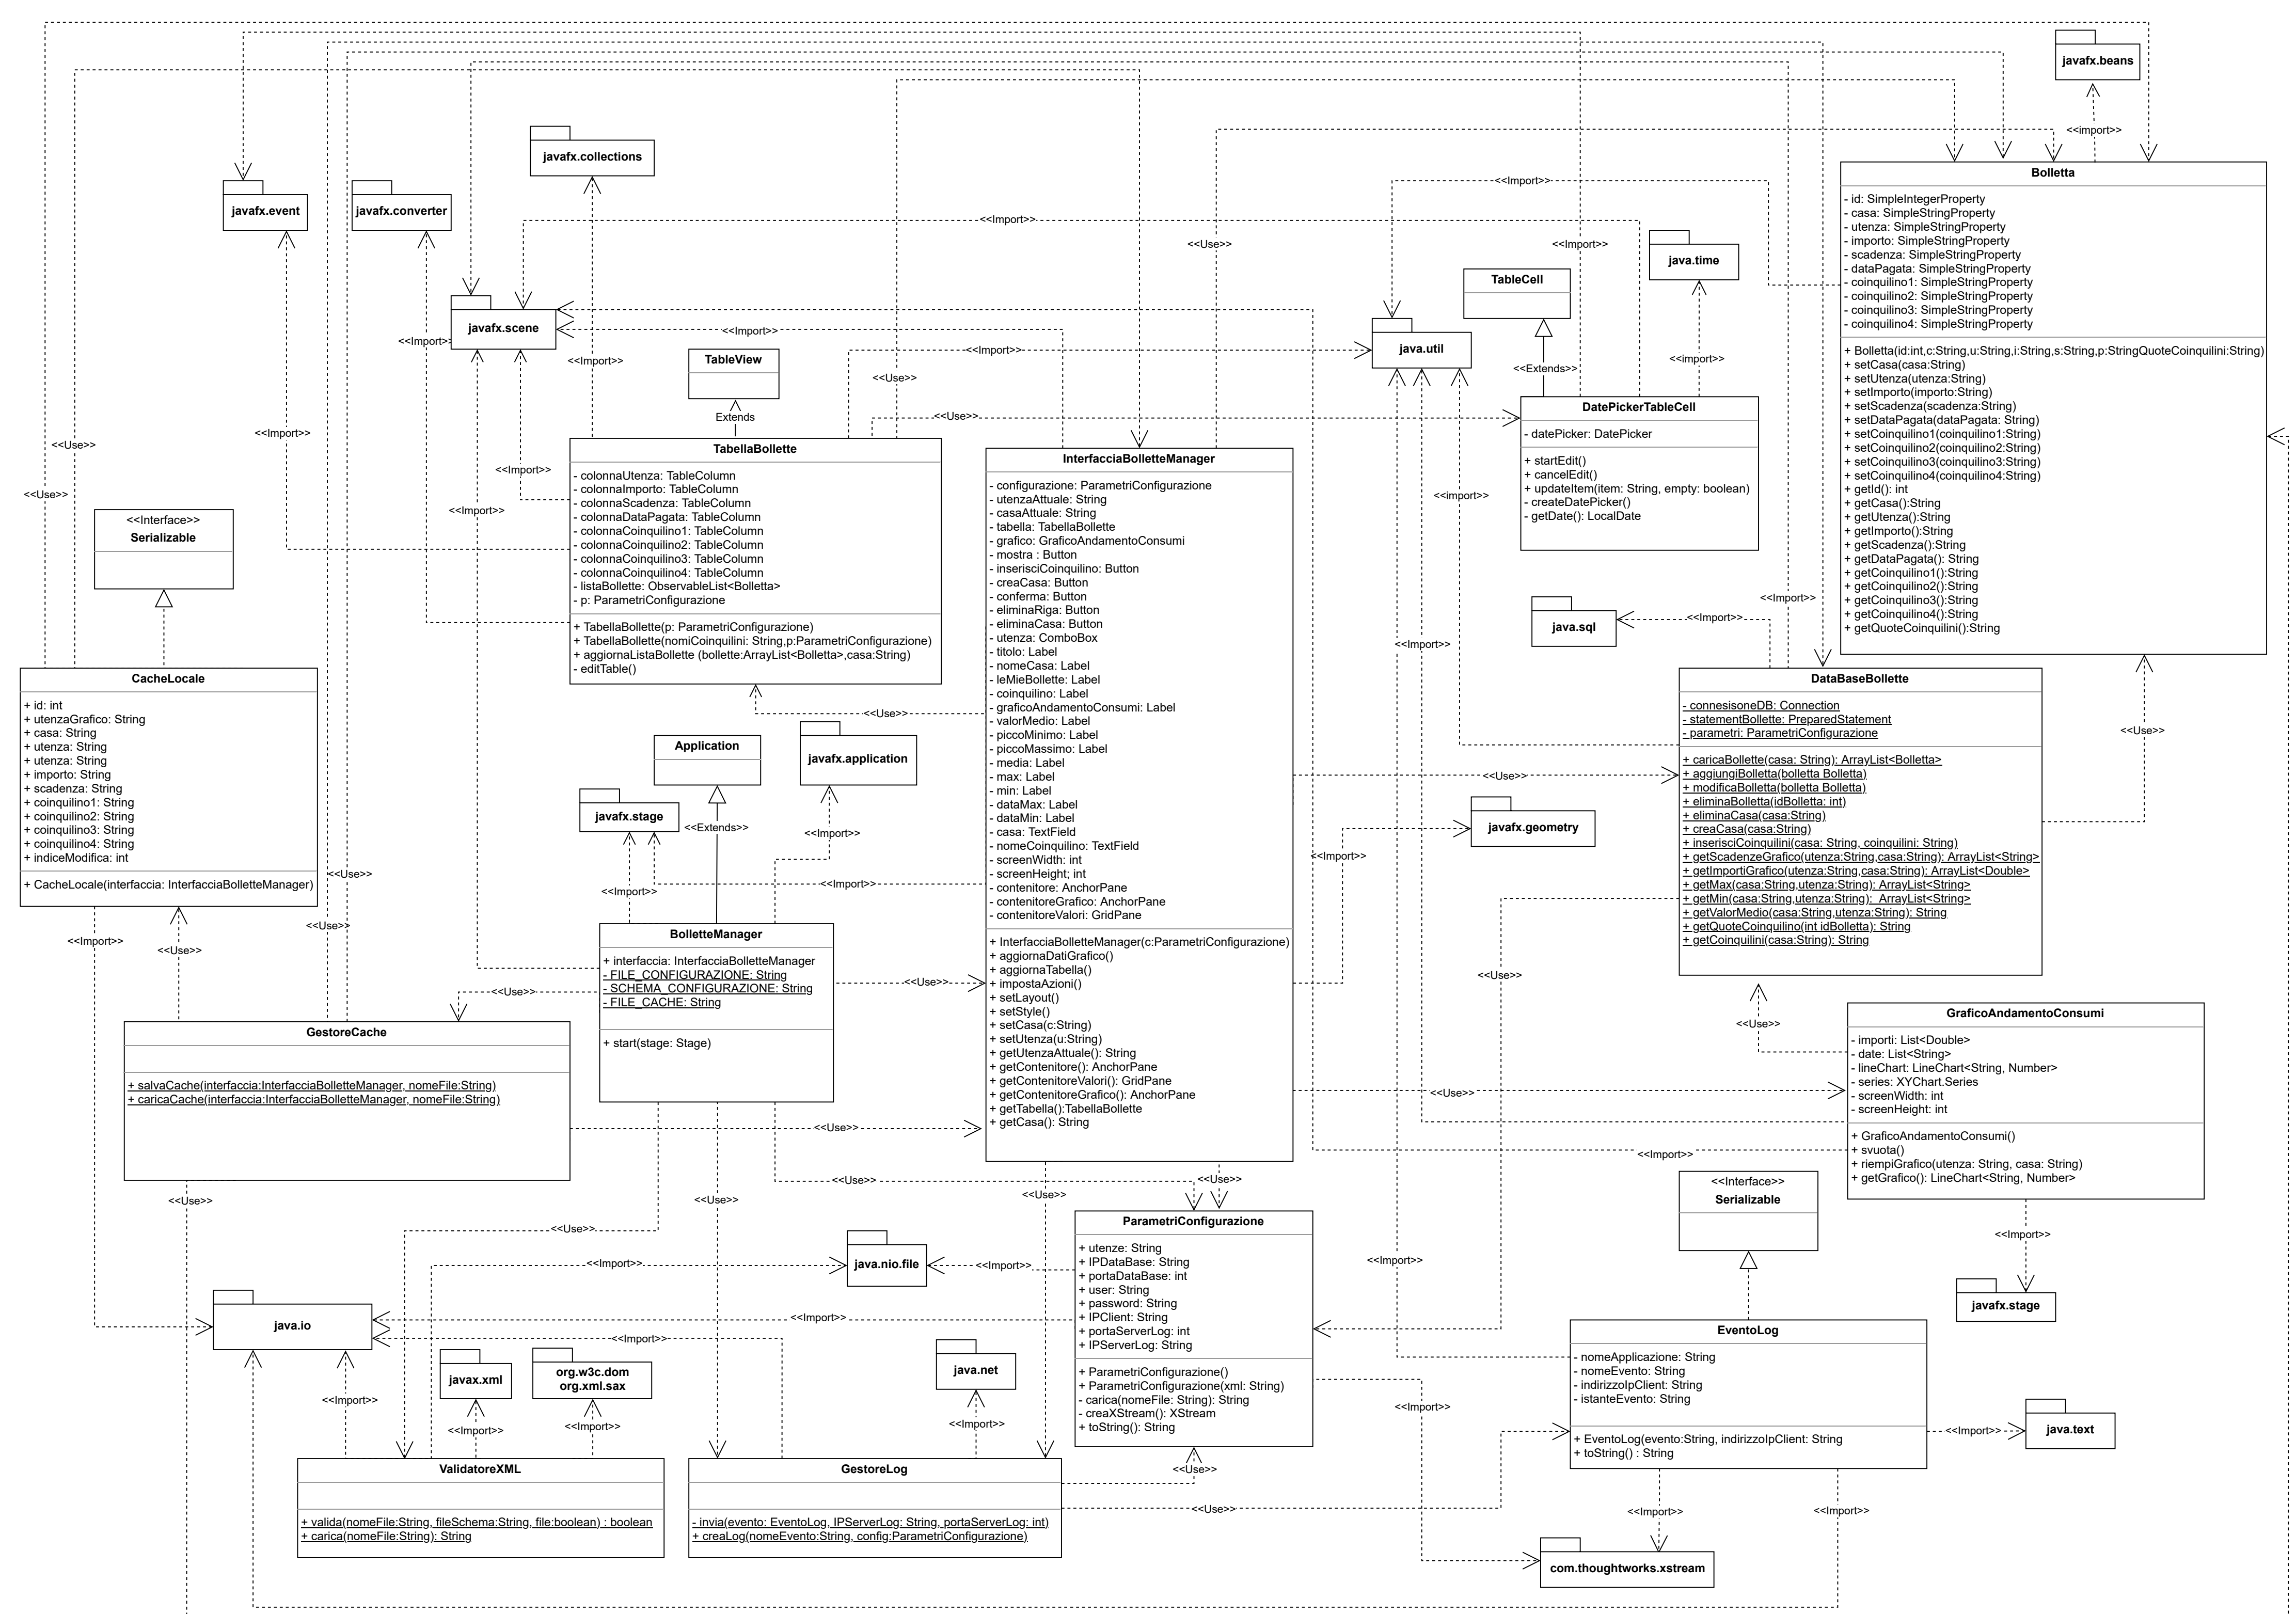 javafx.beans
<<import>>
javafx.collections
javafx.event
javafx.converter
<<Import>>
<<Import>>
<<Use>>
<<Import>>
java.time
TableCell
Bolletta
- id: SimpleIntegerProperty
- casa: SimpleStringProperty
- utenza: SimpleStringProperty
- importo: SimpleStringProperty
- scadenza: SimpleStringProperty
- dataPagata: SimpleStringProperty
- coinquilino1: SimpleStringProperty
- coinquilino2: SimpleStringProperty
- coinquilino3: SimpleStringProperty
- coinquilino4: SimpleStringProperty
+ Bolletta(id:int,c:String,u:String,i:String,s:String,p:StringQuoteCoinquilini:String)
+ setCasa(casa:String)
+ setUtenza(utenza:String)
+ setImporto(importo:String)
+ setScadenza(scadenza:String)
+ setDataPagata(dataPagata: String)
+ setCoinquilino1(coinquilino1:String)
+ setCoinquilino2(coinquilino2:String)
+ setCoinquilino3(coinquilino3:String)
+ setCoinquilino4(coinquilino4:String)
+ getId(): int
+ getCasa():String
+ getUtenza():String
+ getImporto():String
+ getScadenza():String
+ getDataPagata(): String
+ getCoinquilino1():String
+ getCoinquilino2():String
+ getCoinquilino3():String
+ getCoinquilino4():String
+ getQuoteCoinquilini():String
javafx.scene
<<Import>>
<<Import>>
<<Import>>
TableView
Extends
<<Import>>
<<Use>>
java.util
<<Extends>>
<<import>>
<<Use>>
DatePickerTableCell
- datePicker: DatePicker
+ startEdit()
+ cancelEdit()
+ updateItem(item: String, empty: boolean)
- createDatePicker()
- getDate(): LocalDate
<<Use>>
<<Use>>
<<Import>>
<<Import>>
<<Import>>
<<import>>
TabellaBollette
- colonnaUtenza: TableColumn
- colonnaImporto: TableColumn
- colonnaScadenza: TableColumn
- colonnaDataPagata: TableColumn
- colonnaCoinquilino1: TableColumn
- colonnaCoinquilino2: TableColumn
- colonnaCoinquilino3: TableColumn
- colonnaCoinquilino4: TableColumn
- listaBollette: ObservableList<Bolletta>
- p: ParametriConfigurazione
+ TabellaBollette(p: ParametriConfigurazione)
+ TabellaBollette(nomiCoinquilini: String,p:ParametriConfigurazione)
+ aggiornaListaBollette (bollette:ArrayList<Bolletta>,casa:String)
- editTable()
InterfacciaBolletteManager
- configurazione: ParametriConfigurazione
- utenzaAttuale: String
- casaAttuale: String
- tabella: TabellaBollette
- grafico: GraficoAndamentoConsumi
- mostra : Button
- inserisciCoinquilino: Button
- creaCasa: Button
- conferma: Button
- eliminaRiga: Button
- eliminaCasa: Button
- utenza: ComboBox
- titolo: Label
- nomeCasa: Label
- leMieBollette: Label
- coinquilino: Label
- graficoAndamentoConsumi: Label
- valorMedio: Label
- piccoMinimo: Label
- piccoMassimo: Label
- media: Label
- max: Label
- min: Label
- dataMax: Label
- dataMin: Label
- casa: TextField
- nomeCoinquilino: TextField
- screenWidth: int
- screenHeight; int
- contenitore: AnchorPane
- contenitoreGrafico: AnchorPane
- contenitoreValori: GridPane
+ InterfacciaBolletteManager(c:ParametriConfigurazione)
+ aggiornaDatiGrafico()
+ aggiornaTabella()
+ impostaAzioni()
+ setLayout()
+ setStyle()
+ setCasa(c:String)
+ setUtenza(u:String)
+ getUtenzaAttuale(): String
+ getContenitore(): AnchorPane
+ getContenitoreValori(): GridPane
+ getContenitoreGrafico(): AnchorPane
+ getTabella():TabellaBollette
+ getCasa(): String
<<Interface>>
Serializable
CacheLocale
+ id: int
+ utenzaGrafico: String
+ casa: String
+ utenza: String
+ utenza: String
+ importo: String
+ scadenza: String
+ coinquilino1: String
+ coinquilino2: String
+ coinquilino3: String
+ coinquilino4: String
+ indiceModifica: int
+ CacheLocale(interfaccia: InterfacciaBolletteManager)
java.sql
<<Import>>
<<Import>>
<<Import>>
DataBaseBollette
- connesisoneDB: Connection
- statementBollette: PreparedStatement
- parametri: ParametriConfigurazione
+ caricaBollette(casa: String): ArrayList<Bolletta>
+ aggiungiBolletta(bolletta Bolletta)
+ modificaBolletta(bolletta Bolletta)
+ eliminaBolletta(idBolletta: int)
+ eliminaCasa(casa:String)
+ creaCasa(casa:String)
+ inserisciCoinquilini(casa: String, coinquilini: String)
+ getScadenzeGrafico(utenza:String,casa:String): ArrayList<String>
+ getImportiGrafico(utenza:String,casa:String): ArrayList<Double>
+ getMax(casa:String,utenza:String): ArrayList<String>
+ getMin(casa:String,utenza:String):  ArrayList<String>
+ getValorMedio(casa:String,utenza:String): String
+ getQuoteCoinquilino(int idBolletta): String
+ getCoinquilini(casa:String): String
<<Use>>
<<Use>>
Application
javafx.application
javafx.stage
<<Extends>>
<<Import>>
<<Use>>
javafx.geometry
<<Import>>
<<Use>>
<<Import>>
<<Import>>
<<Use>>
<<Import>>
<<Use>>
BolletteManager
+ interfaccia: InterfacciaBolletteManager
- FILE_CONFIGURAZIONE: String
- SCHEMA_CONFIGURAZIONE: String
- FILE_CACHE: String
+ start(stage: Stage)
<<Use>>
<<Use>>
<<Use>>
GestoreCache
+ salvaCache(interfaccia:InterfacciaBolletteManager, nomeFile:String)
+ caricaCache(interfaccia:InterfacciaBolletteManager, nomeFile:String)
<<Use>>
<<Use>>
GraficoAndamentoConsumi
- importi: List<Double>
- date: List<String>
- lineChart: LineChart<String, Number>
- series: XYChart.Series
- screenWidth: int
- screenHeight: int
+ GraficoAndamentoConsumi()
+ svuota()
+ riempiGrafico(utenza: String, casa: String)
+ getGrafico(): LineChart<String, Number>
<<Use>>
<<Use>>
<<Import>>
<<Use>>
<<Use>>
<<Use>>
<<Use>>
<<Use>>
<<Use>>
<<Interface>>
Serializable
ParametriConfigurazione
+ utenze: String
+ IPDataBase: String
+ portaDataBase: int
+ user: String
+ password: String
+ IPClient: String
+ portaServerLog: int
+ IPServerLog: String
+ ParametriConfigurazione()
+ ParametriConfigurazione(xml: String)
- carica(nomeFile: String): String
- creaXStream(): XStream
+ toString(): String
java.nio.file
<<Import>>
<<Import>>
<<Import>>
<<Import>>
javafx.stage
java.io
<<Import>>
<<Import>>
javax.xml
org.w3c.dom
org.xml.sax
java.net
EventoLog
- nomeApplicazione: String
- nomeEvento: String
- indirizzoIpClient: String
- istanteEvento: String
+ EventoLog(evento:String, indirizzoIpClient: String
+ toString() : String
<<Import>>
<<Import>>
<<Import>>
<<Import>>
<<Import>>
<<Import>>
java.text
ValidatoreXML
+ valida(nomeFile:String, fileSchema:String, file:boolean) : boolean
+ carica(nomeFile:String): String
GestoreLog
- invia(evento: EventoLog, IPServerLog: String, portaServerLog: int)
+ creaLog(nomeEvento:String, config:ParametriConfigurazione)
<<Use>>
<<Use>>
<<Import>>
<<Import>>
com.thoughtworks.xstream